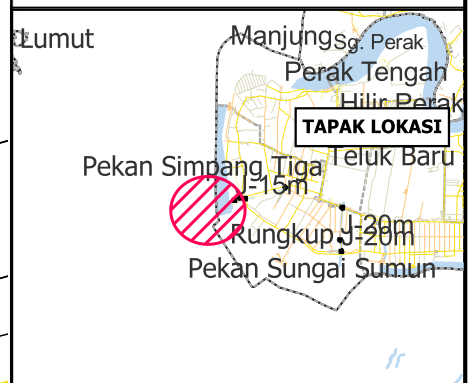 Lumut
Manjung
Sg. Perak
Perak Tengah
Hilir Perak
TAPAK LOKASI
Teluk Baru
Pekan Simpang Tiga
J-15m
J-20m
Rungkup
J-20m
Pekan Sungai Sumun